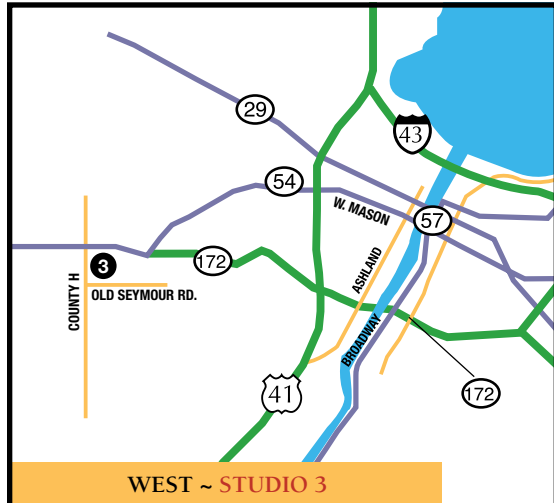 29
43
54
W. MASON
57
172
3
OLD SEYMOUR RD.
COUNTY H
ASHLAND
BROADWAY
41
172
WEST ~ STUDIO 3